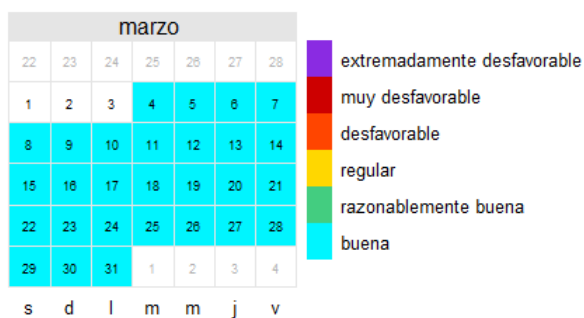 marzo
22 23 24 25 26 27 28
1 2 3 4 5 6 7
8 9 10 11 12 13 14
15 16 17 18 19 20 21
22 23 24 25 26 27 28
29 30 31 1 2 3 4
s d l m m j v
extremadamente desfavorable
muy desfavorable
desfavorable
regular
razonablemente buena
buena